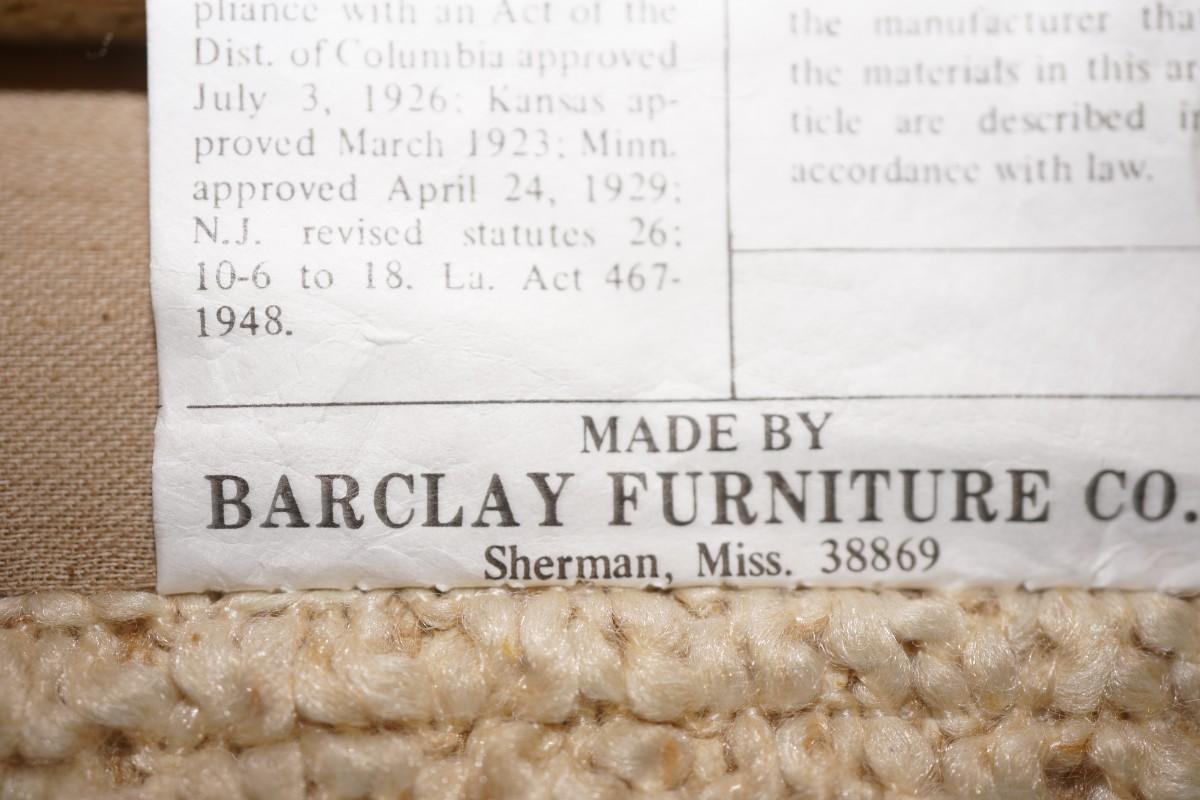 pliance with an Act of the
Dist. of Columbia approved
July 3, 1926: Kansas ap-
proved March 1923: Minn.
approved April 24, 1929:
N.J. revised statutes 26:
10-6 to 18. La. Act 467-
1948.
the manufacturer tha
the materials in this ar
ticle are described in
accordance with law.
MADE BY
BARCLAY FURNITURE CO.
Sherman, Miss. 38869